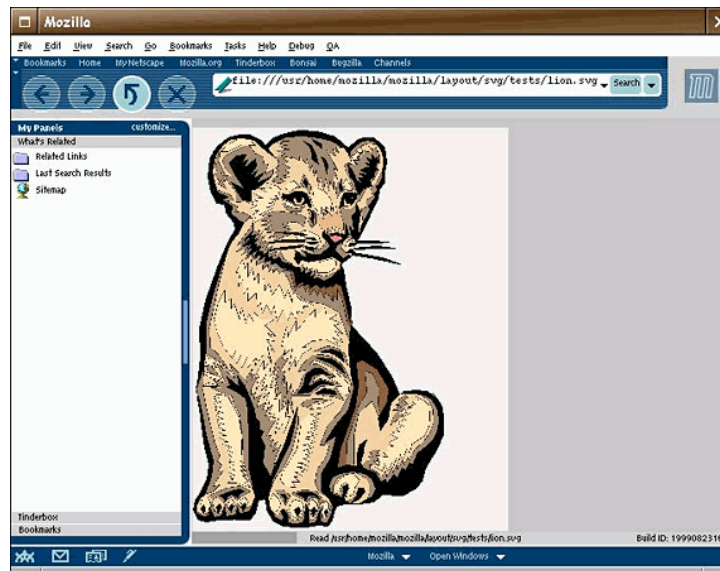 Mozilla
File Edit View Search Go Bookmarks Tasks Help Debug QA
Bookmarks Home MyNetscape Mozilla.org Tinderbox Bonsai Bugzilla Channels
file:///usr/home/mozilla/mozilla/layout/svg/tests/lion.svg Search
My Panels customize...
What's Related
Related Links
Last Search Results
Sitemap
Tinderbox
Bookmarks
Read /usr/home/mozilla/mozilla/layout/svg/tests/lion.svg Build ID: 1999082316
Mozilla Open Windows